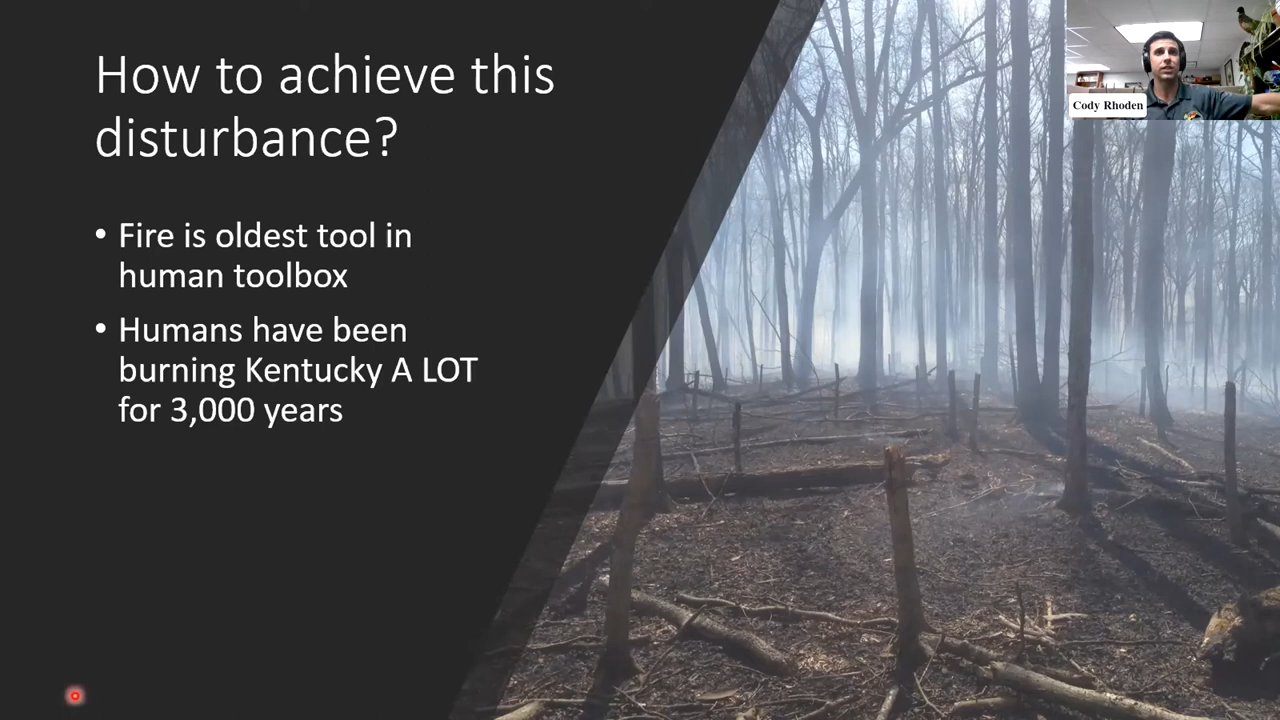 How to achieve this
disturbance?
• Fire is oldest tool in
human toolbox
• Humans have been
burning Kentucky A LOT
for 3,000 years
Cody Rhoden